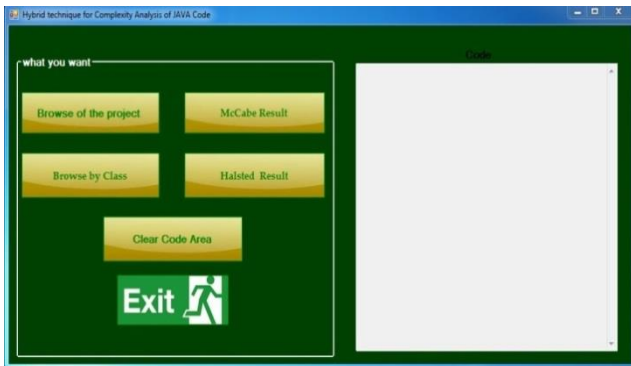 Hybrid technique for Complexity Analysis of JAVA Code
what you want
Code
Browse of the project
McCabe Result
Browse by Class
Halsted Result
Clear Code Area
Exit